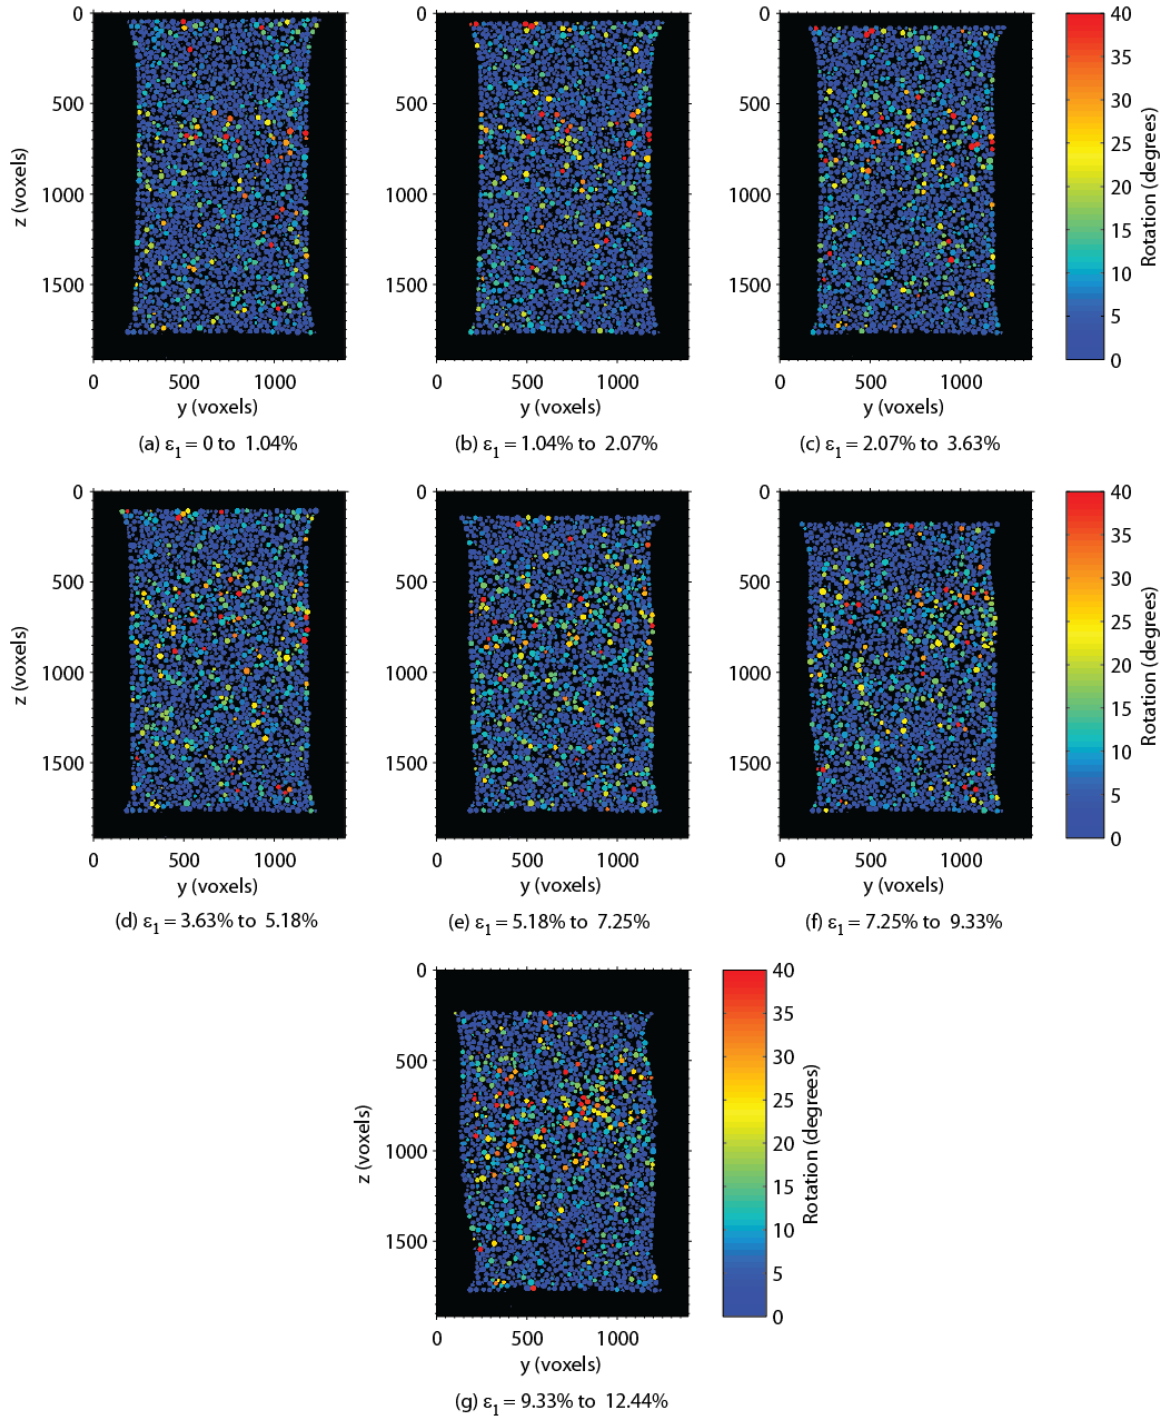 0
500
1000
1500
z (voxels)
0 500 1000
y (voxels)
(a) ε1 = 0 to 1.04%
0
500
1000
1500
0 500 1000
y (voxels)
(b) ε1 = 1.04% to 2.07%
0
500
1000
1500
0 500 1000
y (voxels)
(c) ε1 = 2.07% to 3.63%
40
35
30
25
20
15
10
5
0
Rotation (degrees)
0
500
1000
1500
z (voxels)
0 500 1000
y (voxels)
(d) ε1 = 3.63% to 5.18%
0
500
1000
1500
0 500 1000
y (voxels)
(e) ε1 = 5.18% to 7.25%
0
500
1000
1500
0 500 1000
y (voxels)
(f) ε1 = 7.25% to 9.33%
40
35
30
25
20
15
10
5
0
Rotation (degrees)
0
500
1000
1500
z (voxels)
0 500 1000
y (voxels)
(g) ε1 = 9.33% to 12.44%
40
35
30
25
20
15
10
5
0
Rotation (degrees)